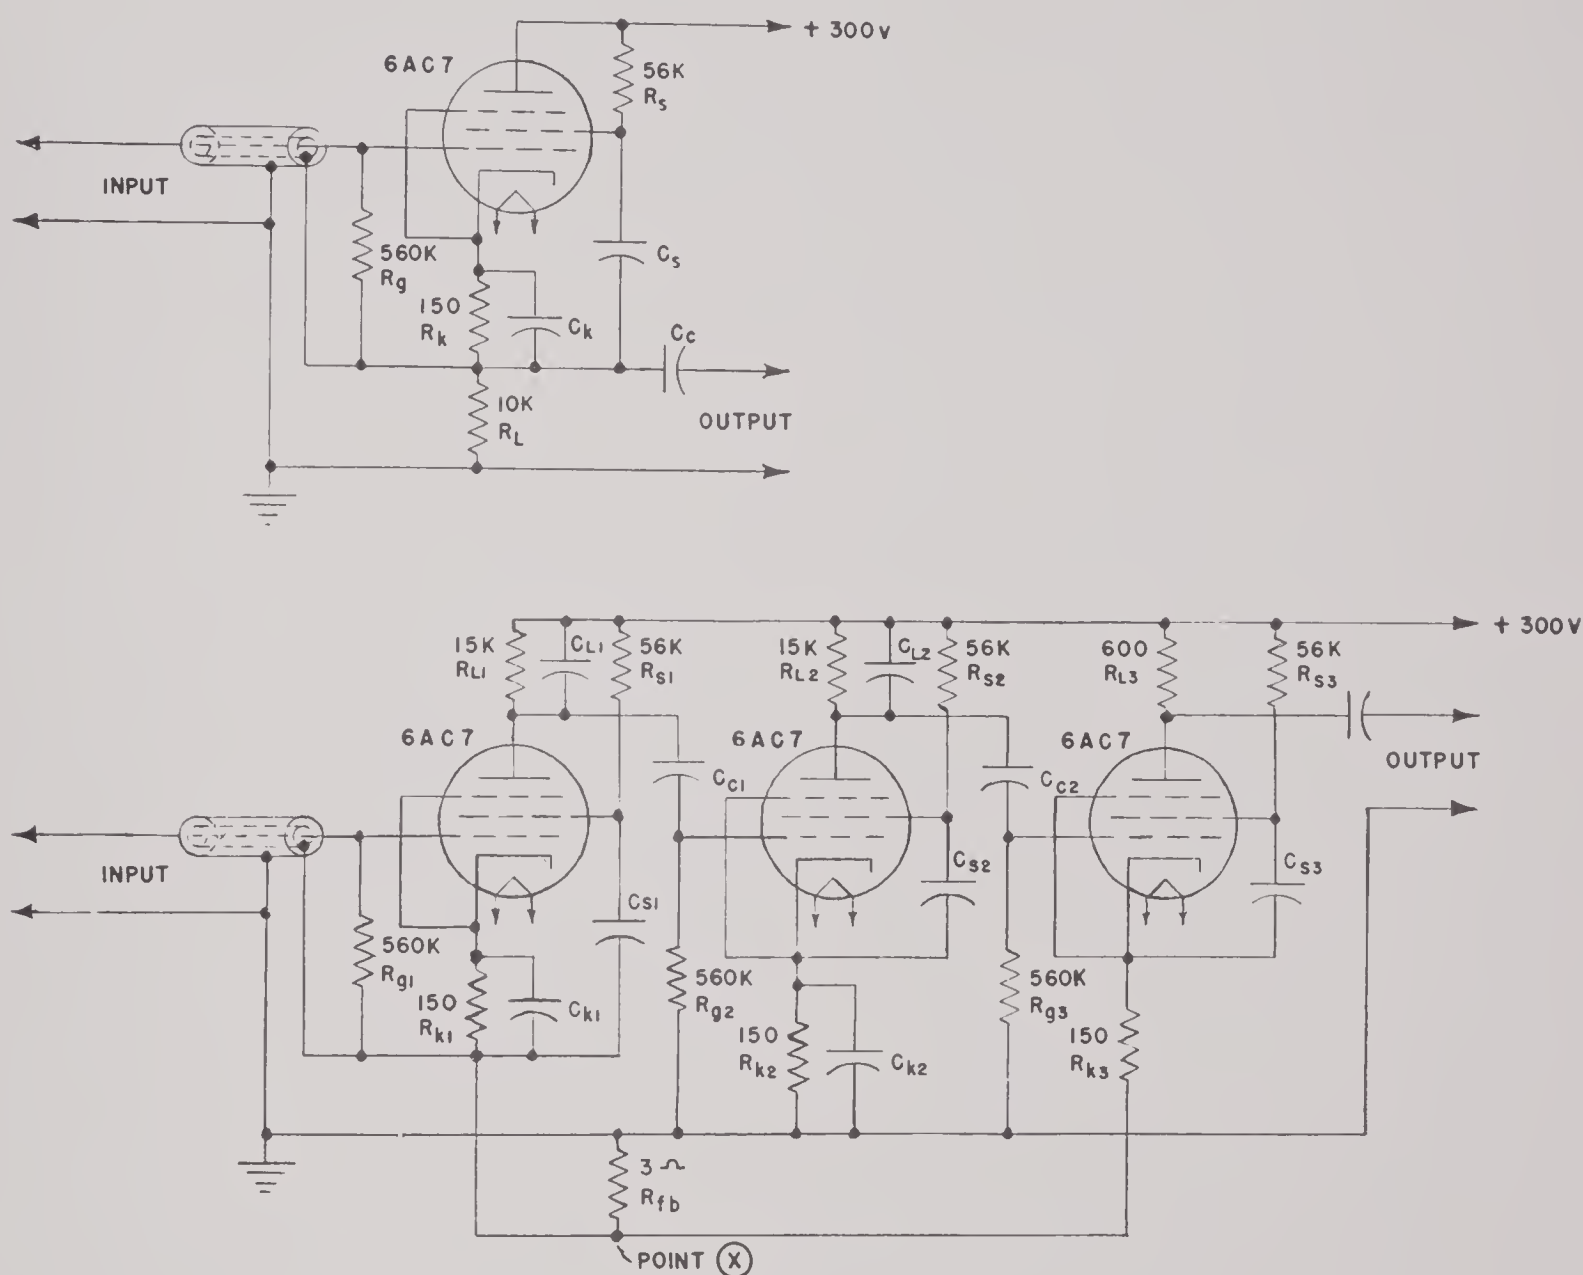 + 300V
6AC7
56K
Rs
INPUT
560K
Rg
Cs
150
Rk
Ck
Cc
10K
RL
OUTPUT
+ 300V
15K
RL1
CL1
56K
RS1
15K
RL2
CL2
56K
RS2
600
RL3
56K
RS3
6AC7
6AC7
6AC7
CC1
CC2
OUTPUT
INPUT
CS1
CS2
CS3
560K
Rg1
150
Rk1
Ck1
560K
Rg2
150
Rk2
Ck2
560K
Rg3
150
Rk3
3 Ω
Rfb
POINT X